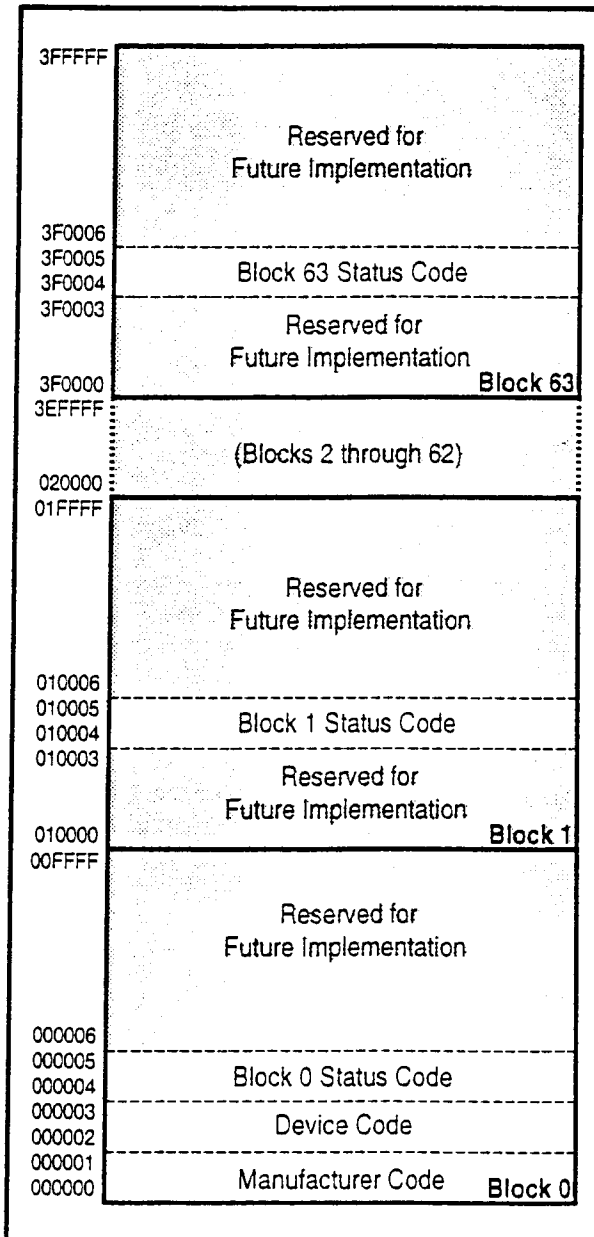 3FFFFF
Reserved for
Future Implementation
3F0006
3F0005
Block 63 Status Code
3F0004
3F0003
Reserved for
Future Implementation
3F0000
Block 63
3EFFFF
(Blocks 2 through 62)
020000
01FFFF
Reserved for
Future Implementation
010006
010005
Block 1 Status Code
010004
010003
Reserved for
Future Implementation
010000
Block 1
00FFFF
Reserved for
Future Implementation
000006
000005
Block 0 Status Code
000004
000003
Device Code
000002
000001
Manufacturer Code
000000
Block 0